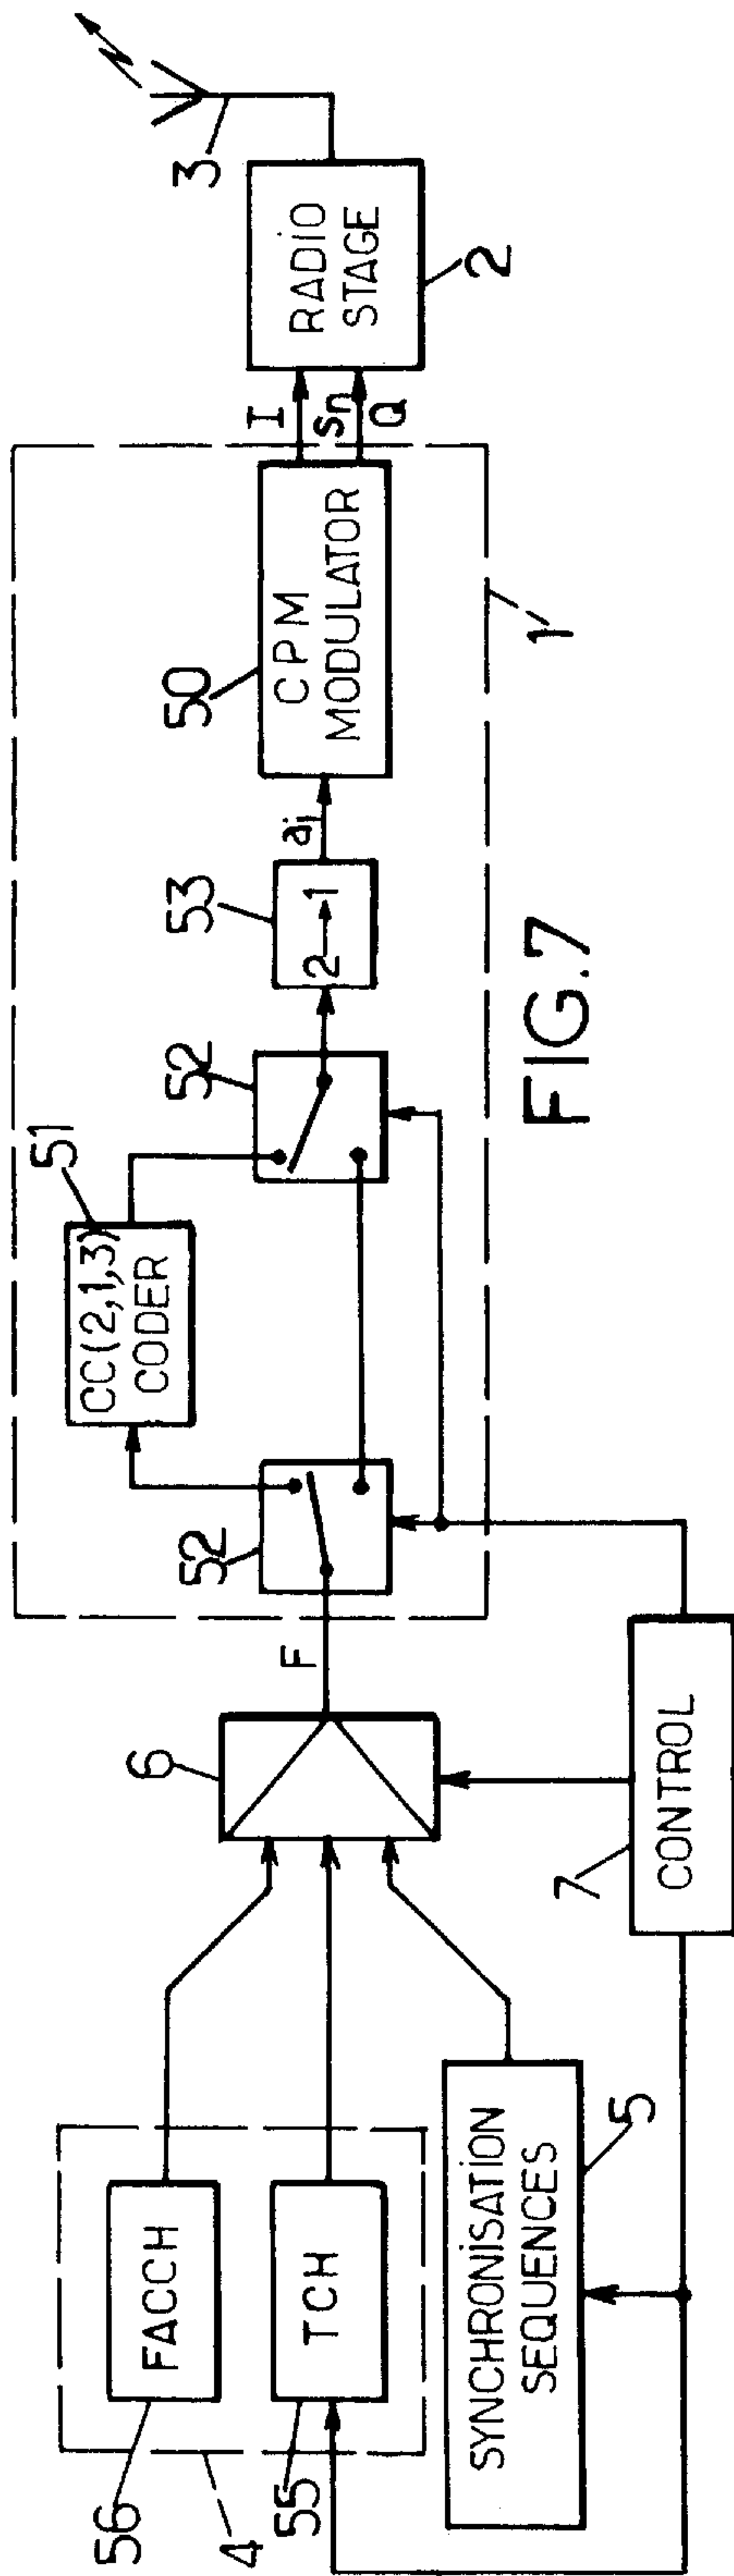 56
FACCH
4
55
TCH
SYNCHRONISATION
SEQUENCES
5
6
F
7
CONTROL
52
51
CC(2,1,3)
CODER
52
53
2→1
ai
50
CPM
MODULATOR
1
I
Sn
Q
RADIO
STAGE
2
3
FIG.7